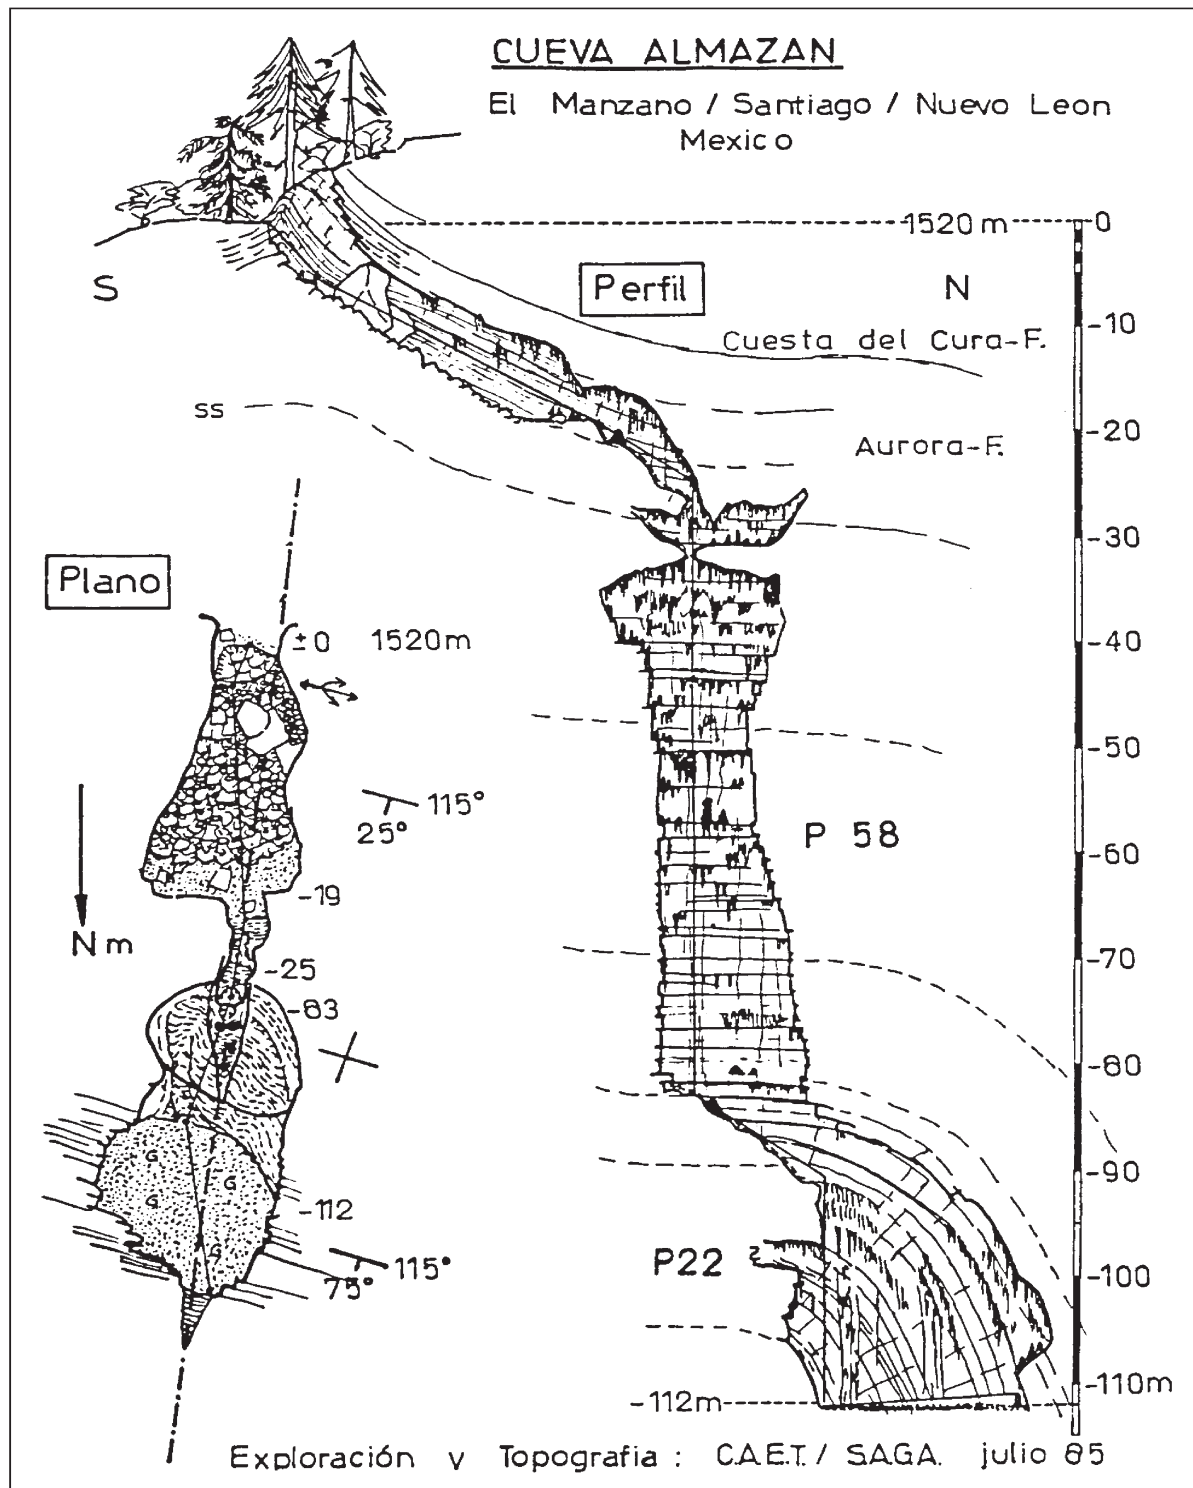 CUEVA ALMAZAN
El Manzano / Santiago / Nuevo Leon
Mexico
1520 m
0
S
Perfil
N
-10
Cuesta del Cura-F.
ss
-20
Aurora-F.
-30
Plano
±0 1520m
-40
-50
115°
25°
P 58
-60
-19
Nm
-25
-70
-83
-80
-90
G
G
G
-112
G
115°
75°
P22
?
-100
-110m
-112m
Exploración y Topografia : C.A.E.T. / S.A.G.A. julio 85